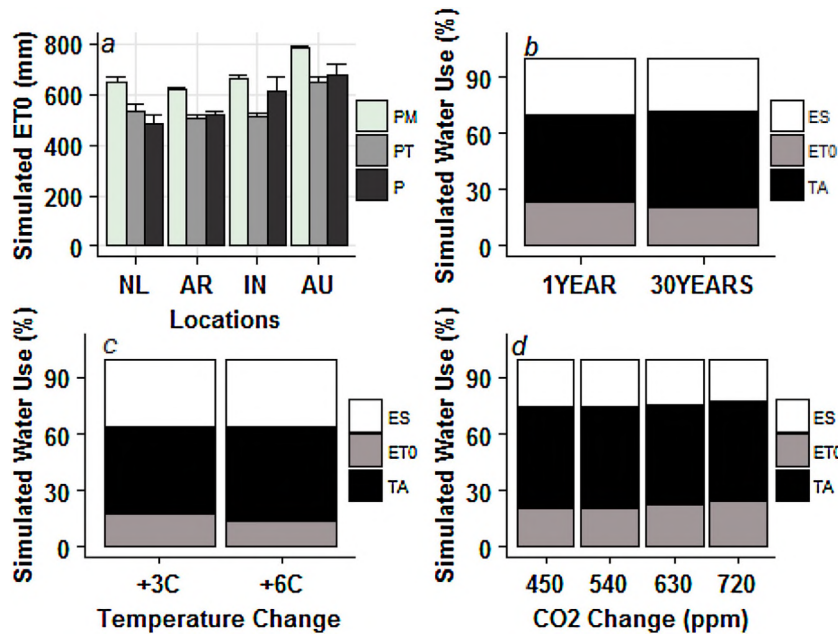 a
Simulated ET0 (mm)
800
600
400
200
0
NL AR IN AU
Locations
PM
PT
P
b
Simulated Water Use (%)
90
60
30
0
1YEAR 30YEARS
ES
ET0
TA
c
Simulated Water Use (%)
90
60
30
0
+3C +6C
Temperature Change
ES
ET0
TA
d
Simulated Water Use (%)
90
60
30
0
450 540 630 720
CO2 Change (ppm)
ES
ET0
TA